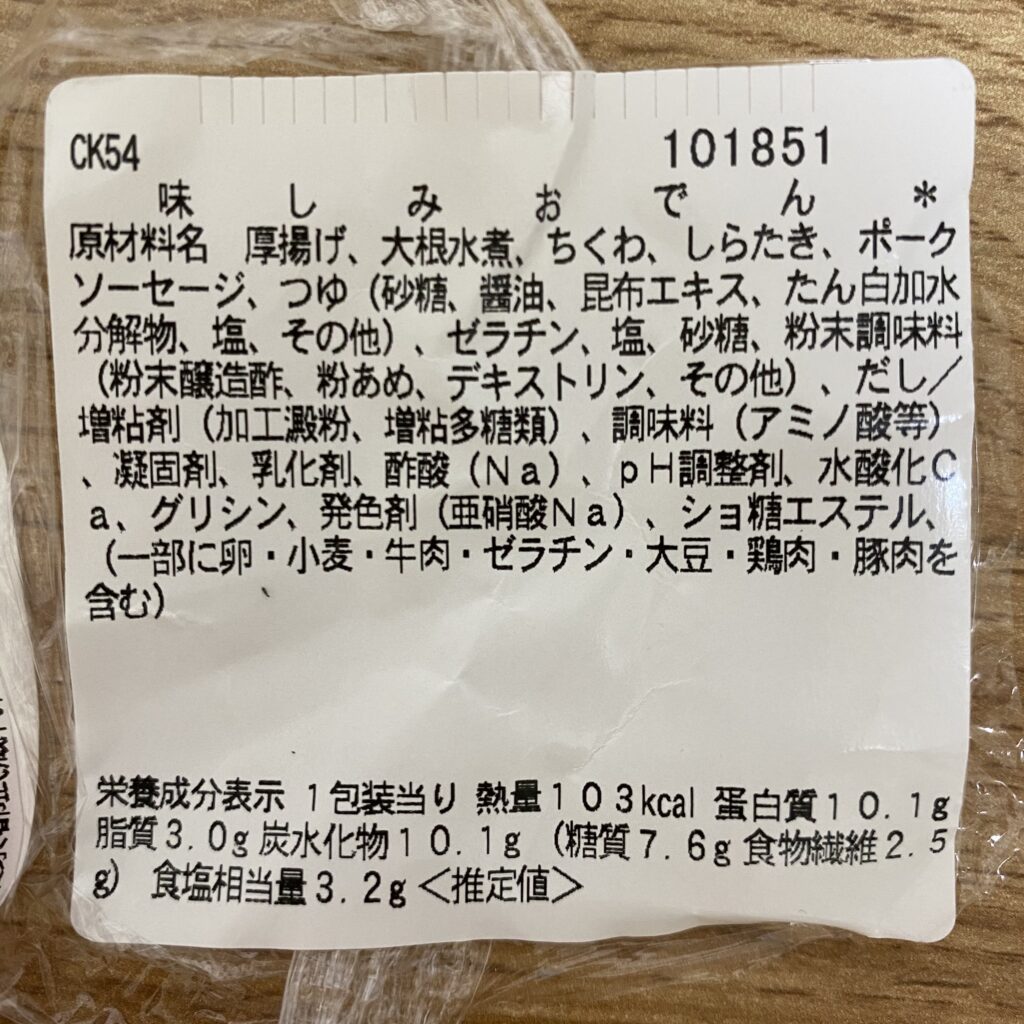 CK54 101851
味しみおでん *
原材料名 厚揚げ、大根水煮、ちくわ、しらたき、ポーク
ソーセージ、つゆ（砂糖、醤油、昆布エキス、たん白加水
分解物、塩、その他）、ゼラチン、塩、砂糖、粉末調味料
（粉末醸造酢、粉あめ、デキストリン、その他）、だし／
増粘剤（加工澱粉、増粘多糖類）、調味料（アミノ酸等）
、凝固剤、乳化剤、酢酸（Ｎａ）、ｐＨ調整剤、水酸化Ｃ
ａ、グリシン、発色剤（亜硝酸Ｎａ）、ショ糖エステル、
（一部に卵・小麦・牛肉・ゼラチン・大豆・鶏肉・豚肉を
含む）
栄養成分表示 １包装当り 熱量１０３kcal 蛋白質１０.１g
脂質３.０g 炭水化物１０.１g （糖質７.６g 食物繊維２.５
g） 食塩相当量３.２g ＜推定値＞